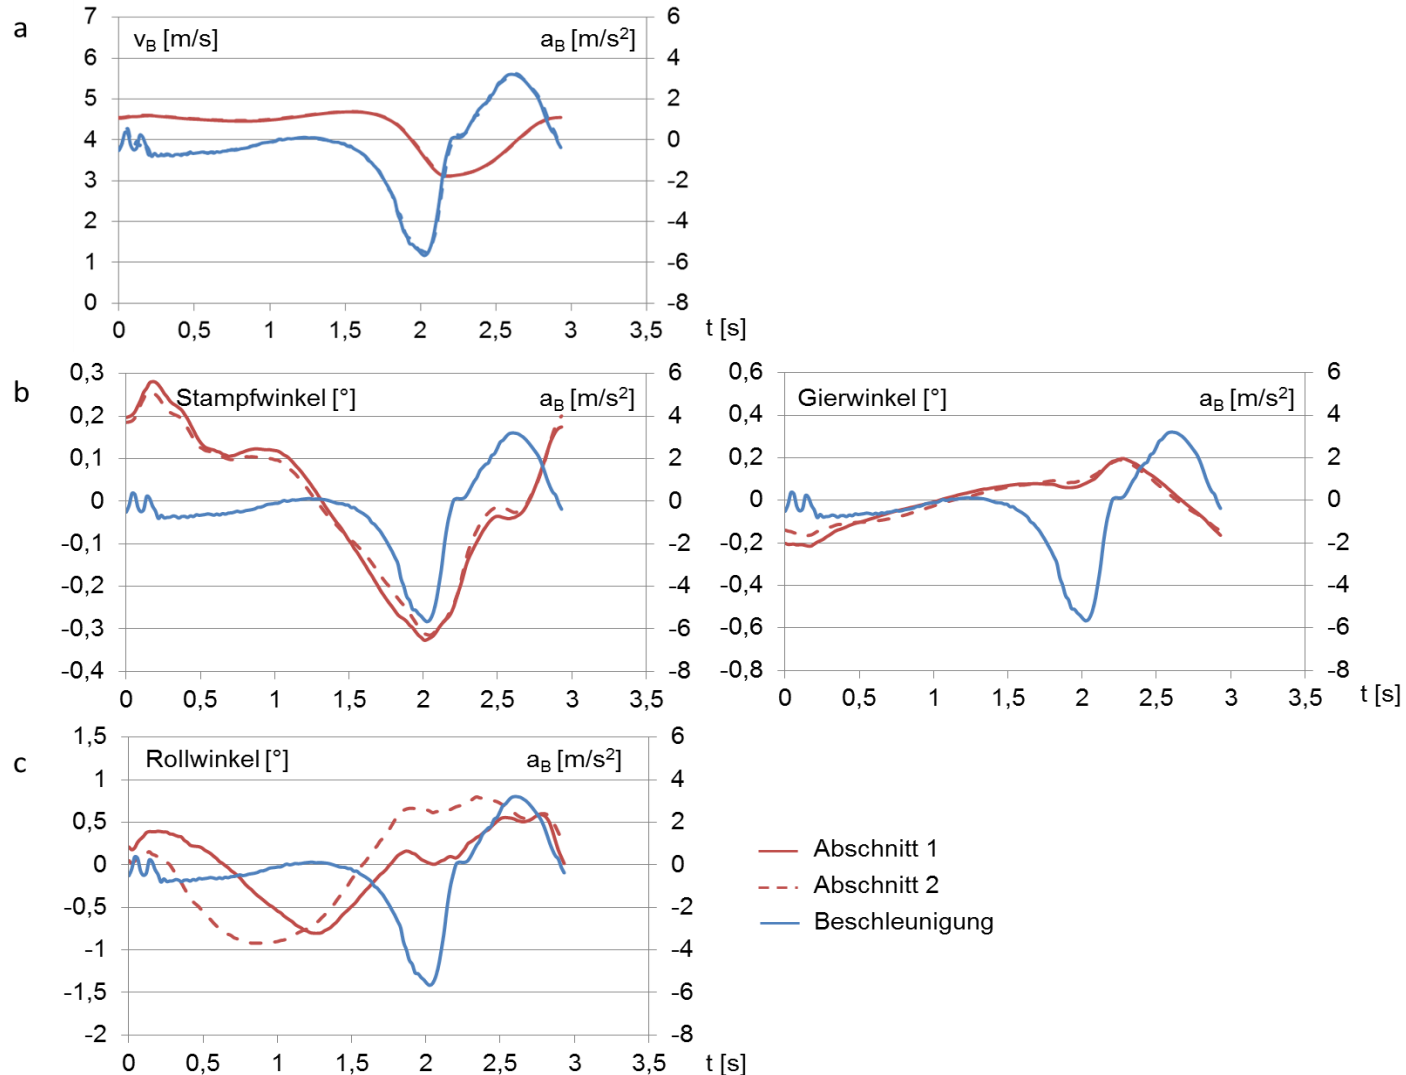 a
v_B [m/s] a_B [m/s²]
7 6
6 4
5 2
4 0
3 -2
2 -4
1 -6
0 -8
0 0,5 1 1,5 2 2,5 3 3,5 t [s]
b
Stampfwinkel [°] a_B [m/s²]
0,3 6
0,2 4
0,1 2
0 0
-0,1 -2
-0,2 -4
-0,3 -6
-0,4 -8
0 0,5 1 1,5 2 2,5 3 3,5
Gierwinkel [°] a_B [m/s²]
0,6 6
0,4 4
0,2 2
0 0
-0,2 -2
-0,4 -4
-0,6 -6
-0,8 -8
0 0,5 1 1,5 2 2,5 3 3,5 t [s]
c
Rollwinkel [°] a_B [m/s²]
1,5 6
1 4
0,5 2
0 0
-0,5 -2
-1 -4
-1,5 -6
-2 -8
0 0,5 1 1,5 2 2,5 3 3,5 t [s]
Abschnitt 1
Abschnitt 2
Beschleunigung